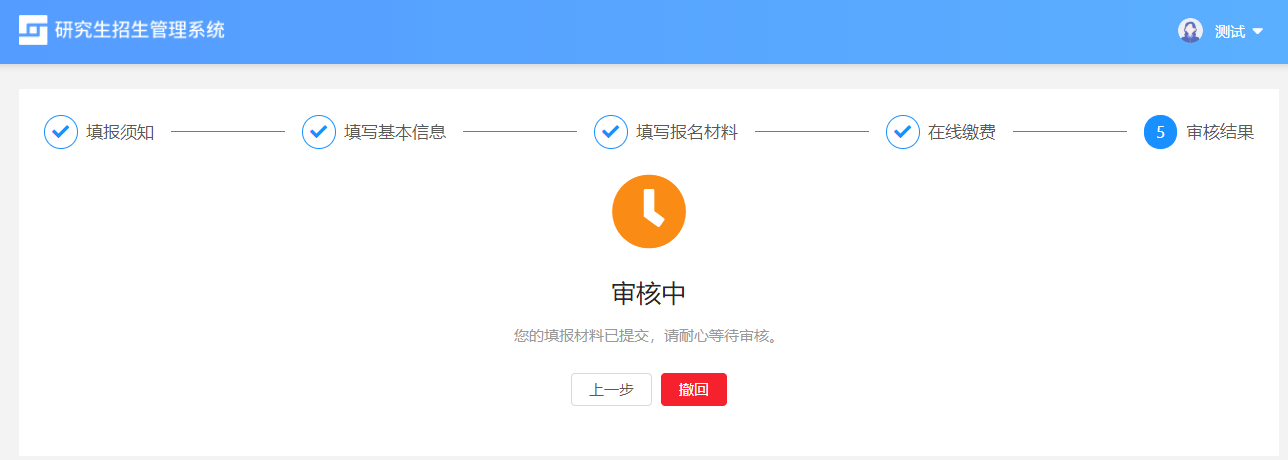 研究生招生管理系统
测试
填报须知
填写基本信息
填写报名材料
在线缴费
5 审核结果
审核中
您的填报材料已提交，请耐心等待审核。
上一步
撤回